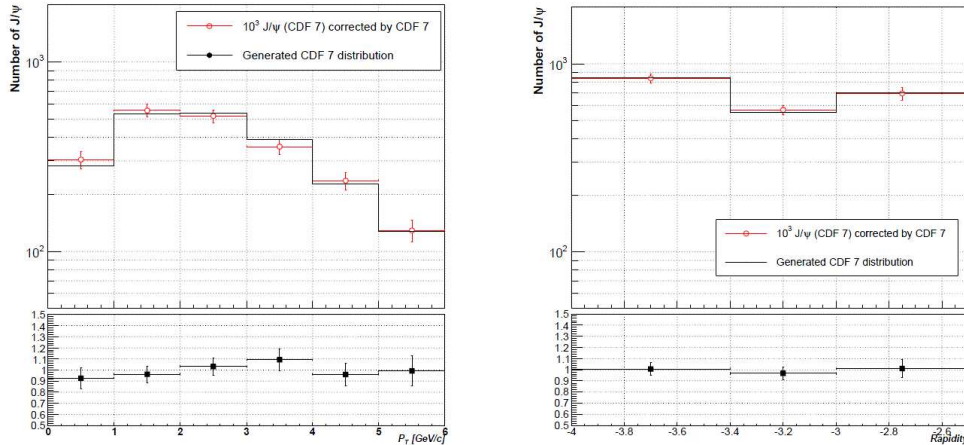 Number of J/ψ
10³ J/ψ (CDF 7) corrected by CDF 7
Generated CDF 7 distribution
10³
10²
1.5
1.4
1.3
1.2
1.1
1
0.9
0.8
0.7
0.6
0.5
0 1 2 3 4 5 6
P_T [GeV/c]
Number of J/ψ
10³
10³ J/ψ (CDF 7) corrected by CDF 7
Generated CDF 7 distribution
10²
1.5
1.4
1.3
1.2
1.1
1
0.9
0.8
0.7
0.6
0.5
-4 -3.8 -3.6 -3.4 -3.2 -3 -2.8 -2.6
Rapidity